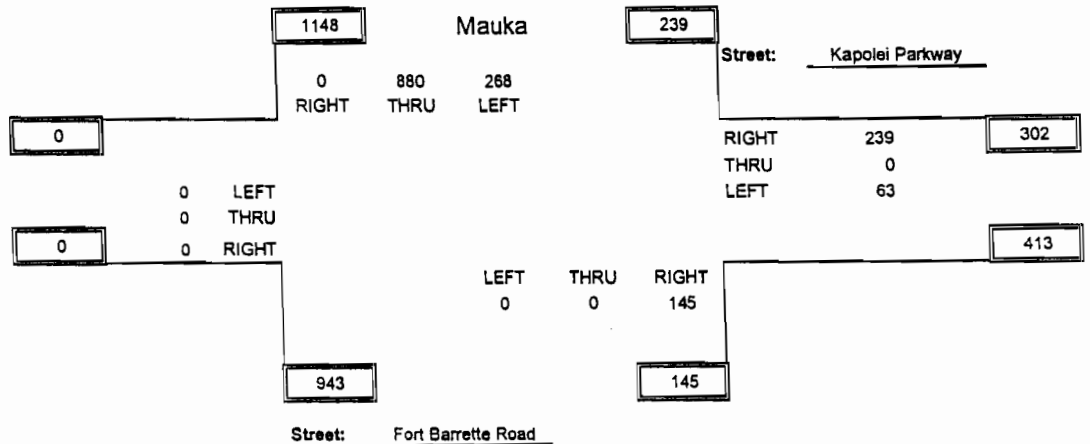 1148 Mauka 239
Street: Kapolei Parkway
0 880 268
RIGHT THRU LEFT
0 RIGHT 239 302
THRU 0
0 LEFT LEFT 63
0 THRU
0 0 RIGHT 413
LEFT THRU RIGHT
0 0 145
943 145
Street: Fort Barrette Road